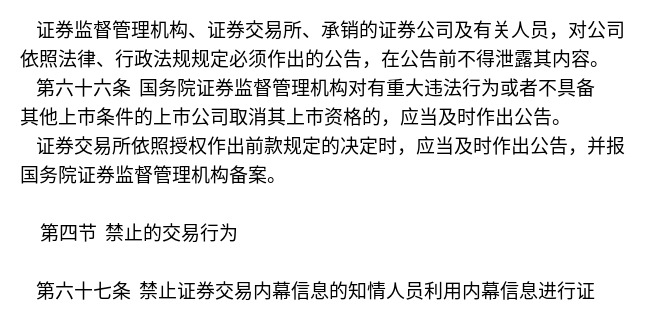 证券监督管理机构、证券交易所、承销的证券公司及有关人员，对公司
依照法律、行政法规规定必须作出的公告，在公告前不得泄露其内容。
第六十六条 国务院证券监督管理机构对有重大违法行为或者不具备
其他上市条件的上市公司取消其上市资格的，应当及时作出公告。
证券交易所依照授权作出前款规定的决定时，应当及时作出公告，并报
国务院证券监督管理机构备案。
第四节 禁止的交易行为
第六十七条 禁止证券交易内幕信息的知情人员利用内幕信息进行证